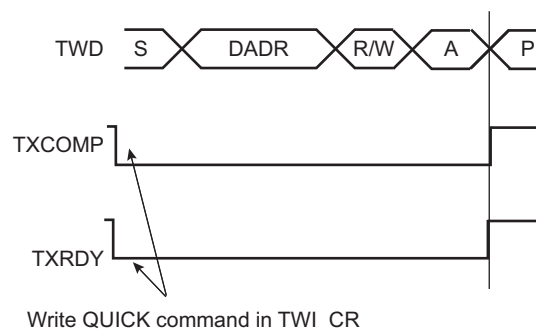 TWD S DADR R/W A P
TXCOMP
TXRDY
Write QUICK command in TWI_CR